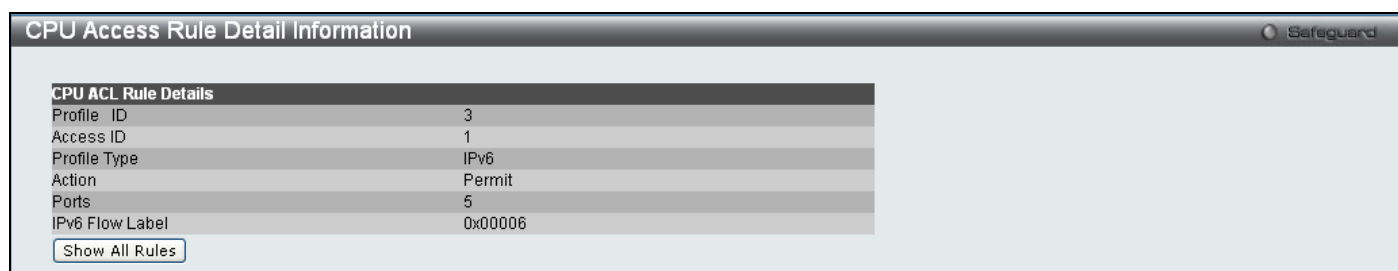 CPU Access Rule Detail Information
Safeguard
CPU ACL Rule Details
Profile ID 3
Access ID 1
Profile Type IPv6
Action Permit
Ports 5
IPv6 Flow Label 0x00006
Show All Rules